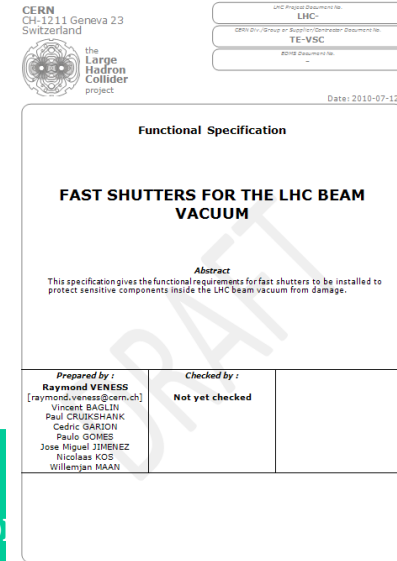 CERN
CH-1211 Geneva 23
Switzerland
the
Large
Hadron
Collider
project
LHC Project Document No.
LHC-
CERN Div./Group or Supplier/Contractor Document No.
TE-VSC
EDMS Document No.
–
Date: 2010-07-12
Functional Specification
FAST SHUTTERS FOR THE LHC BEAM
VACUUM
Abstract
This specification gives the functional requirements for fast shutters to be installed to
protect sensitive components inside the LHC beam vacuum from damage.
DRAFT
Prepared by :
Raymond VENESS
[raymond.veness@cern.ch]
Vincent BAGLIN
Paul CRUIKSHANK
Cedric GARION
Paulo GOMES
Jose Miguel JIMENEZ
Nicolaas KOS
Willemjan MAAN
Checked by :
Not yet checked